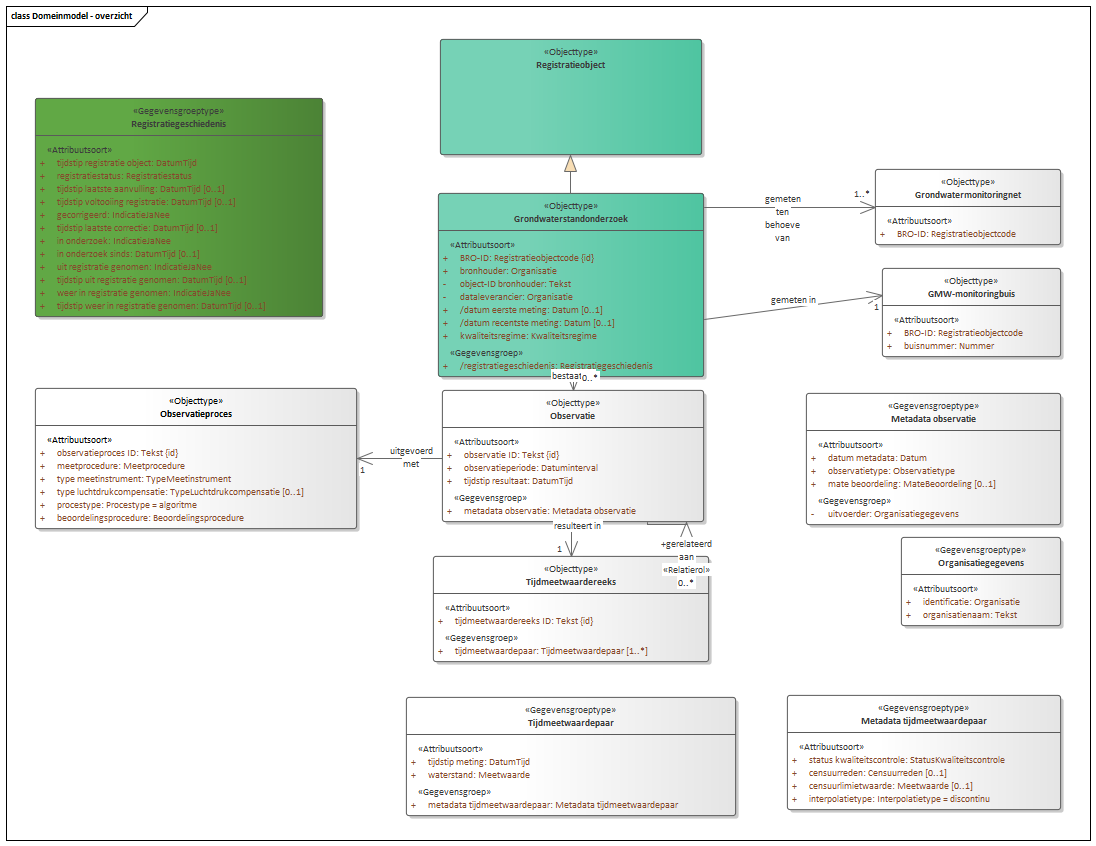 class Domeinmodel - overzicht
«Objecttype»
Registratieobject
«Gegevensgroeptype»
Registratiegeschiedenis
«Attribuutsoort»
+ tijdstip registratie object: DatumTijd
+ registratiestatus: Registratiestatus
+ tijdstip laatste aanvulling: DatumTijd [0..1]
+ tijdstip voltooiing registratie: DatumTijd [0..1]
+ gecorrigeerd: IndicatieJaNee
+ tijdstip laatste correctie: DatumTijd [0..1]
+ in onderzoek: IndicatieJaNee
+ in onderzoek sinds: DatumTijd [0..1]
+ uit registratie genomen: IndicatieJaNee
+ tijdstip uit registratie genomen: DatumTijd [0..1]
+ weer in registratie genomen: IndicatieJaNee
+ tijdstip weer in registratie genomen: DatumTijd [0..1]
«Objecttype»
Grondwaterstandonderzoek
«Attribuutsoort»
+ BRO-ID: Registratieobjectcode {id}
+ bronhouder: Organisatie
- object-ID bronhouder: Tekst
- dataleverancier: Organisatie
+ /datum eerste meting: Datum [0..1]
+ /datum recentste meting: Datum [0..1]
+ kwaliteitsregime: Kwaliteitsregime
«Gegevensgroep»
+ /registratiegeschiedenis: Registratiegeschiedenis
gemeten
ten
behoeve
van
1..*
«Objecttype»
Grondwatermonitoringnet
«Attribuutsoort»
+ BRO-ID: Registratieobjectcode
gemeten in
1
«Objecttype»
GMW-monitoringbuis
«Attribuutsoort»
+ BRO-ID: Registratieobjectcode
+ buisnummer: Nummer
bestaat
0..*
«Objecttype»
Observatieproces
«Attribuutsoort»
+ observatieproces ID: Tekst {id}
+ meetprocedure: Meetprocedure
+ type meetinstrument: TypeMeetinstrument
+ type luchtdrukcompensatie: TypeLuchtdrukcompensatie [0..1]
+ procestype: Procestype = algoritme
+ beoordelingsprocedure: Beoordelingsprocedure
uitgevoerd
met
1
«Objecttype»
Observatie
«Attribuutsoort»
+ observatie ID: Tekst {id}
+ observatieperiode: Datuminterval
+ tijdstip resultaat: DatumTijd
«Gegevensgroep»
+ metadata observatie: Metadata observatie
«Gegevensgroeptype»
Metadata observatie
«Attribuutsoort»
+ datum metadata: Datum
+ observatietype: Observatietype
+ mate beoordeling: MateBeoordeling [0..1]
«Gegevensgroep»
- uitvoerder: Organisatiegegevens
resulteert in
1
+gerelateerd
aan
«Relatierol»
0..*
«Gegevensgroeptype»
Organisatiegegevens
«Attribuutsoort»
+ identificatie: Organisatie
+ organisatienaam: Tekst
«Objecttype»
Tijdmeetwaardereeks
«Attribuutsoort»
+ tijdmeetwaardereeks ID: Tekst {id}
«Gegevensgroep»
+ tijdmeetwaardepaar: Tijdmeetwaardepaar [1..*]
«Gegevensgroeptype»
Tijdmeetwaardepaar
«Attribuutsoort»
+ tijdstip meting: DatumTijd
+ waterstand: Meetwaarde
«Gegevensgroep»
+ metadata tijdmeetwaardepaar: Metadata tijdmeetwaardepaar
«Gegevensgroeptype»
Metadata tijdmeetwaardepaar
«Attribuutsoort»
+ status kwaliteitscontrole: StatusKwaliteitscontrole
+ censuurreden: Censuurreden [0..1]
+ censuurlimietwaarde: Meetwaarde [0..1]
+ interpolatietype: Interpolatietype = discontinu